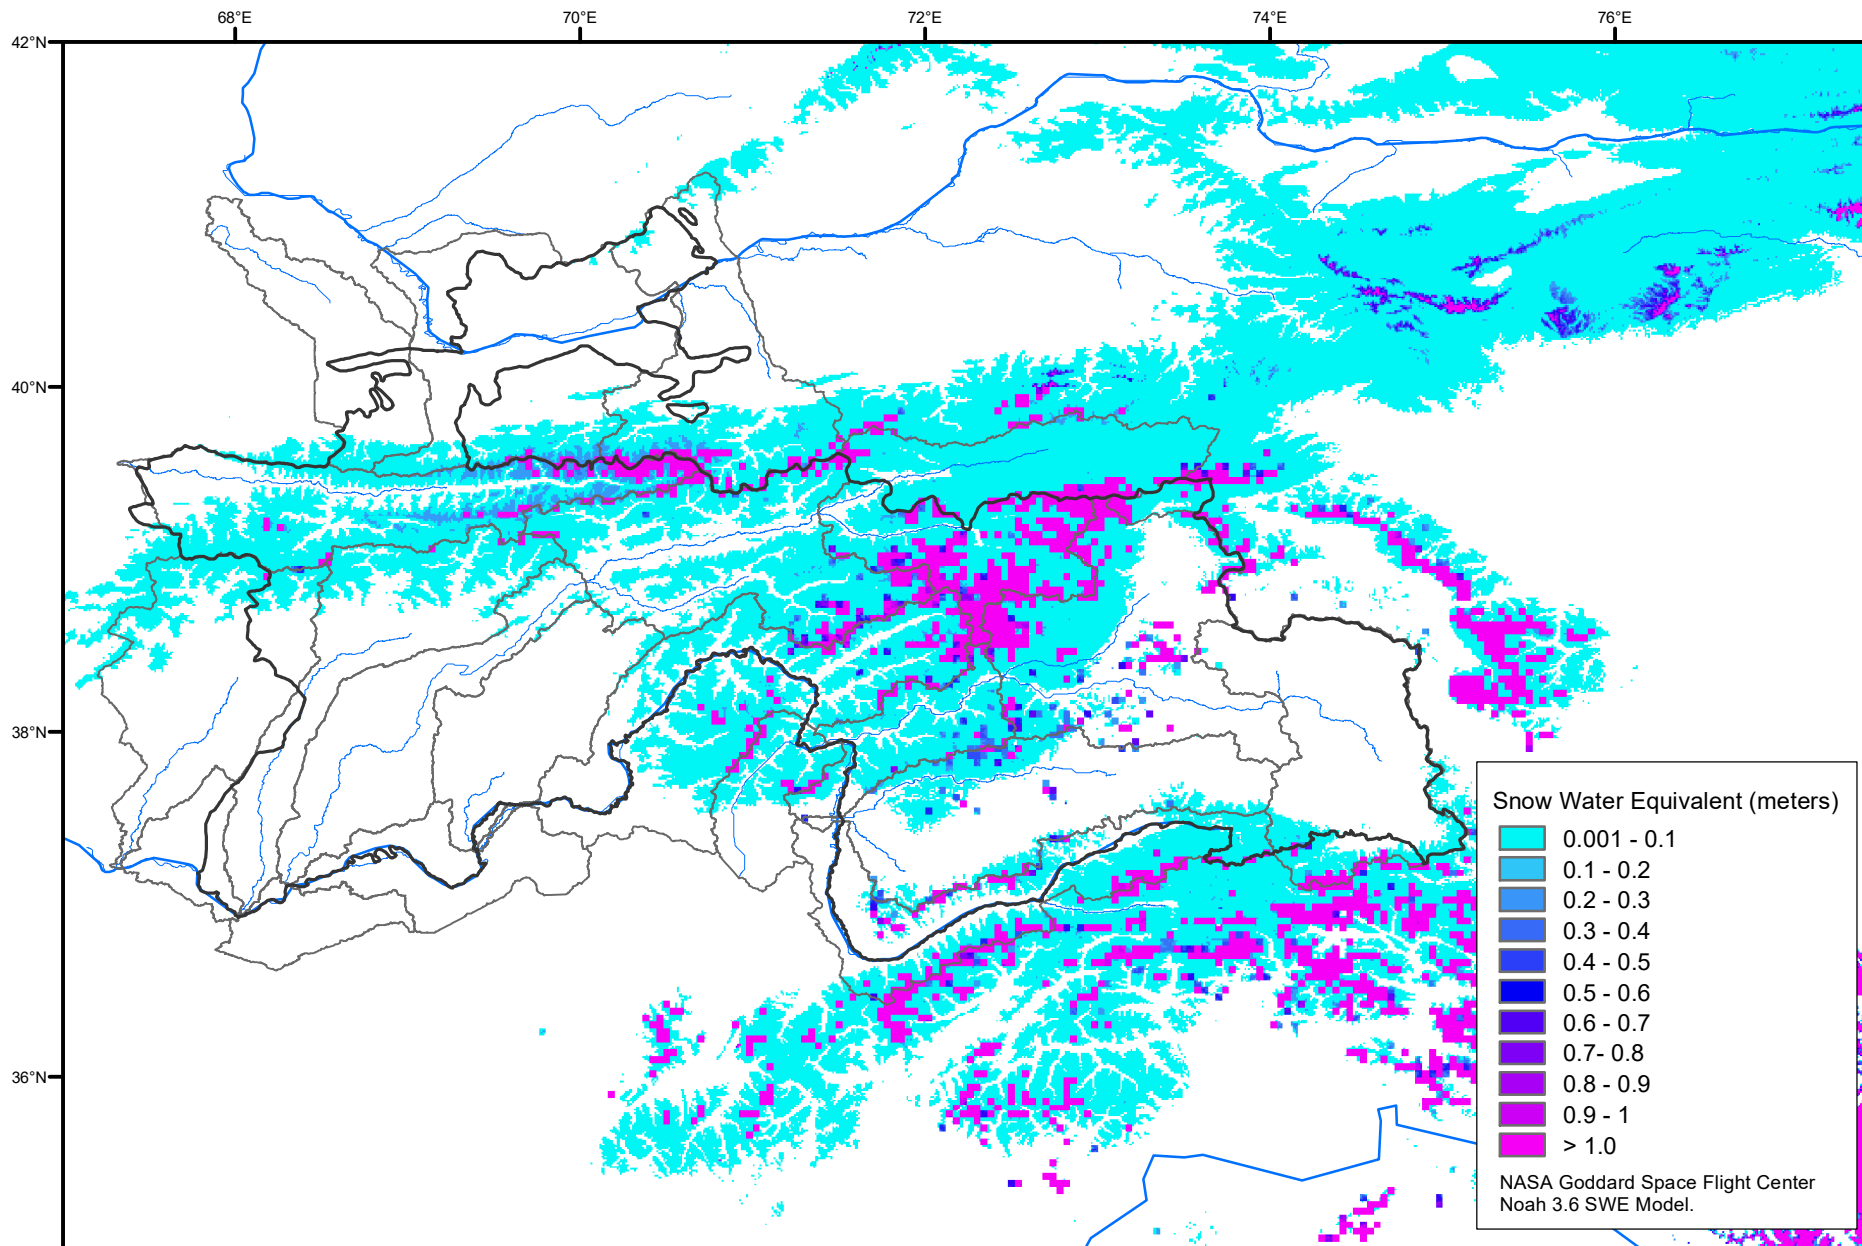 68°E 70°E 72°E 74°E 76°E
42°N
40°N
38°N
36°N
Snow Water Equivalent (meters)
0.001 - 0.1
0.1 - 0.2
0.2 - 0.3
0.3 - 0.4
0.4 - 0.5
0.5 - 0.6
0.6 - 0.7
0.7- 0.8
0.8 - 0.9
0.9 - 1
> 1.0
NASA Goddard Space Flight Center
Noah 3.6 SWE Model.